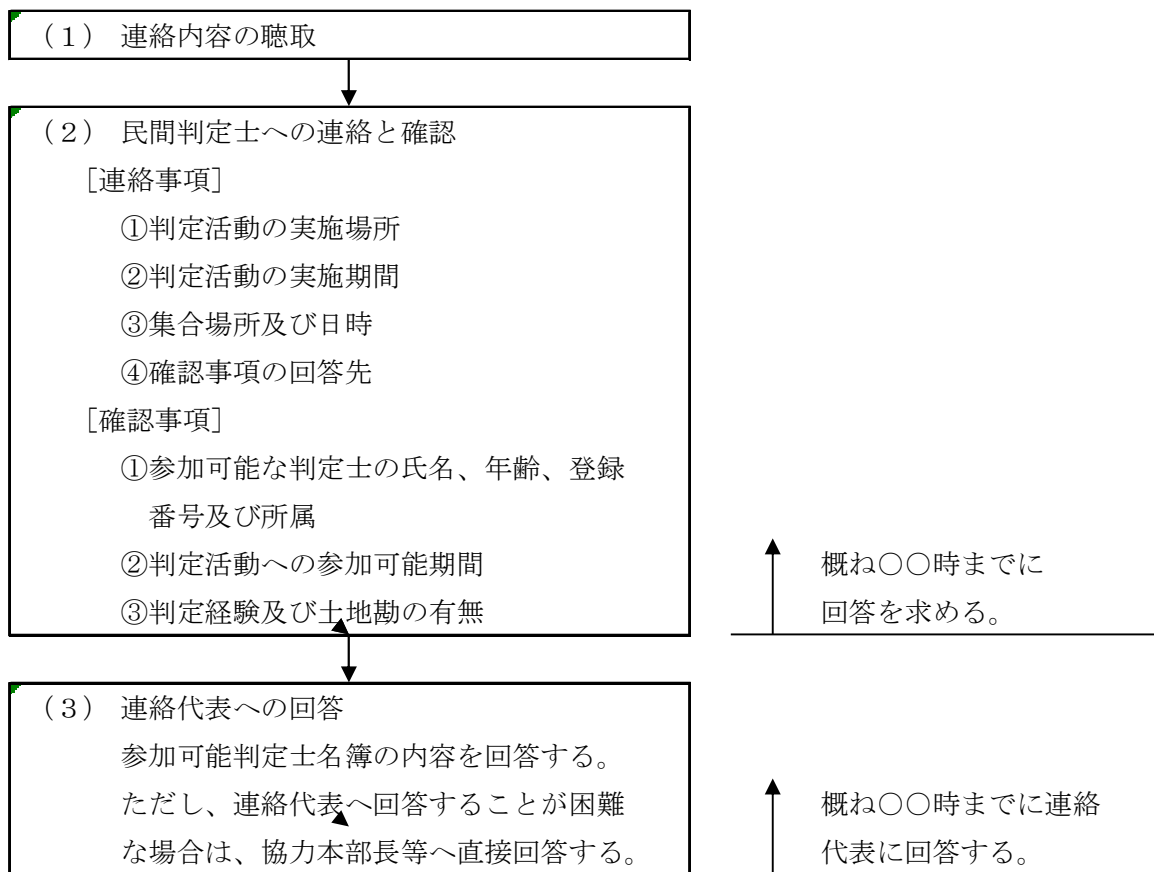 （１） 連絡内容の聴取
（２） 民間判定士への連絡と確認
［連絡事項］
①判定活動の実施場所
②判定活動の実施期間
③集合場所及び日時
④確認事項の回答先
［確認事項］
①参加可能な判定士の氏名、年齢、登録
番号及び所属
②判定活動への参加可能期間
③判定経験及び土地勘の有無
概ね○○時までに
回答を求める。
（３） 連絡代表への回答
参加可能判定士名簿の内容を回答する。
ただし、連絡代表へ回答することが困難
な場合は、協力本部長等へ直接回答する。
概ね○○時までに連絡
代表に回答する。